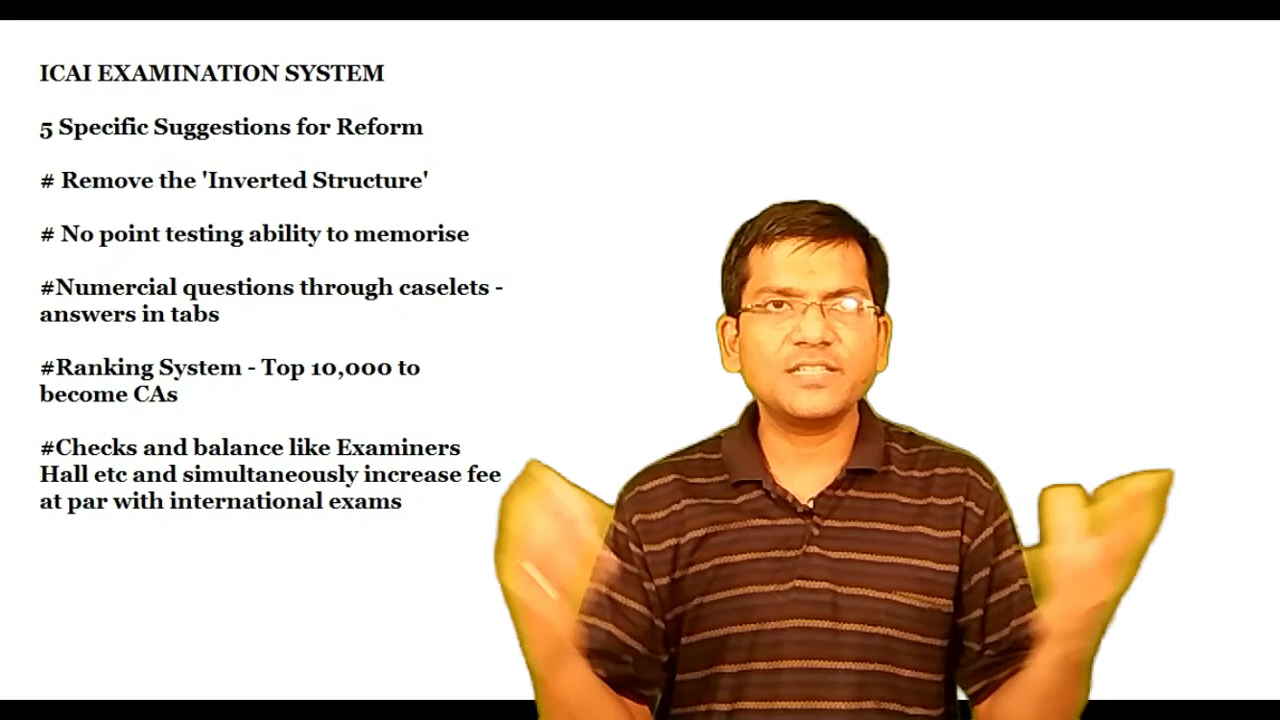 ICAI EXAMINATION SYSTEM
5 Specific Suggestions for Reform
# Remove the 'Inverted Structure'
# No point testing ability to memorise
#Numercial questions through caselets -
answers in tabs
#Ranking System - Top 10,000 to
become CAs
#Checks and balance like Examiners
Hall etc and simultaneously increase fee
at par with international exams